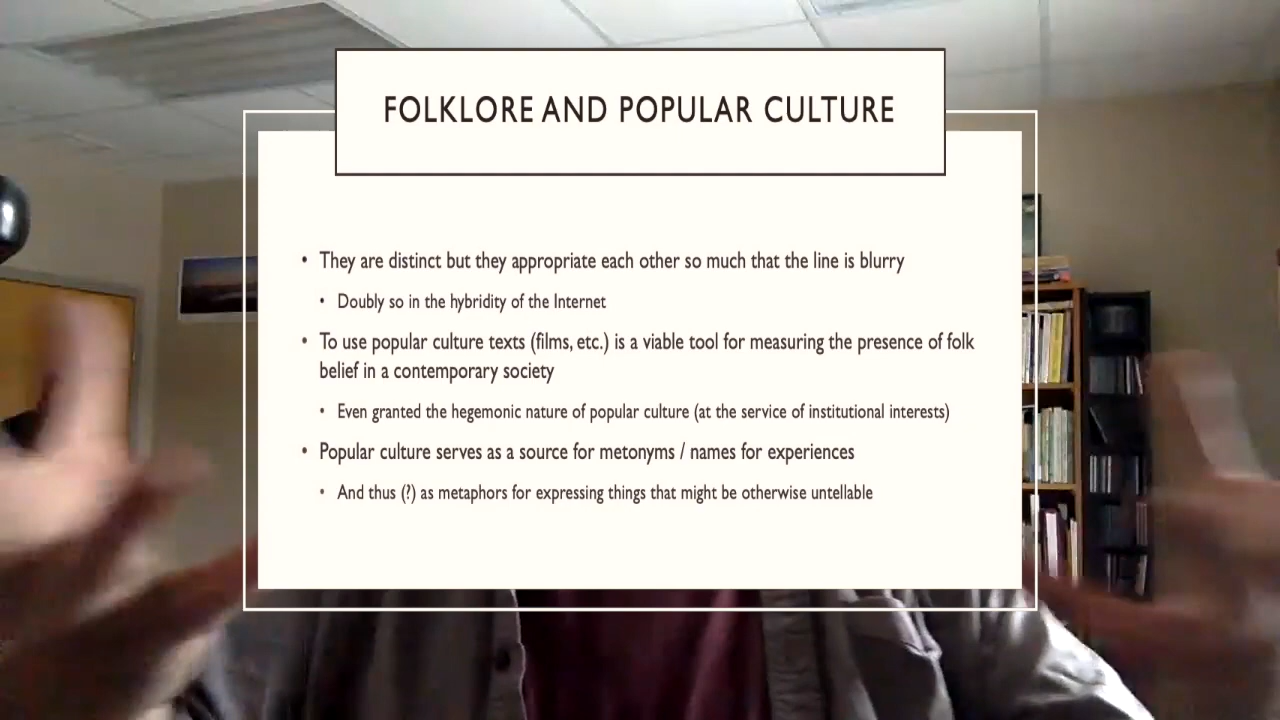 FOLKLORE AND POPULAR CULTURE
• They are distinct but they appropriate each other so much that the line is blurry
• Doubly so in the hybridity of the Internet
• To use popular culture texts (films, etc.) is a viable tool for measuring the presence of folk
belief in a contemporary society
• Even granted the hegemonic nature of popular culture (at the service of institutional interests)
• Popular culture serves as a source for metonyms / names for experiences
• And thus (?) as metaphors for expressing things that might be otherwise untellable